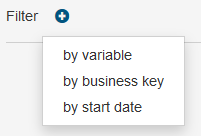 Filter
by variable
by business key
by start date